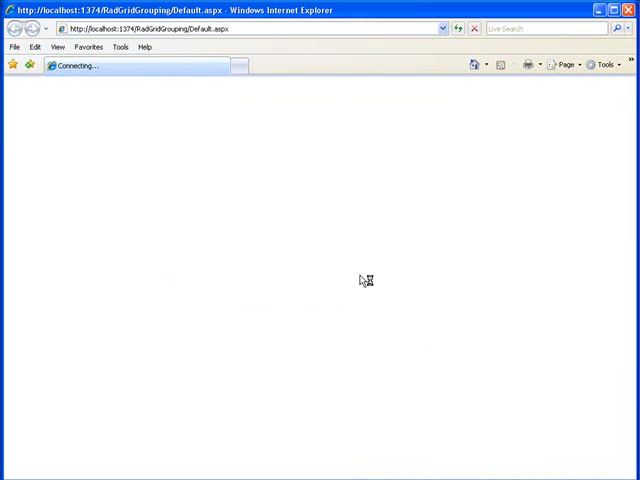 http://localhost:1374/RadGridGrouping/Default.aspx - Windows Internet Explorer
http://localhost:1374/RadGridGrouping/Default.aspx
Live Search
File Edit View Favorites Tools Help
Connecting...
Page Tools